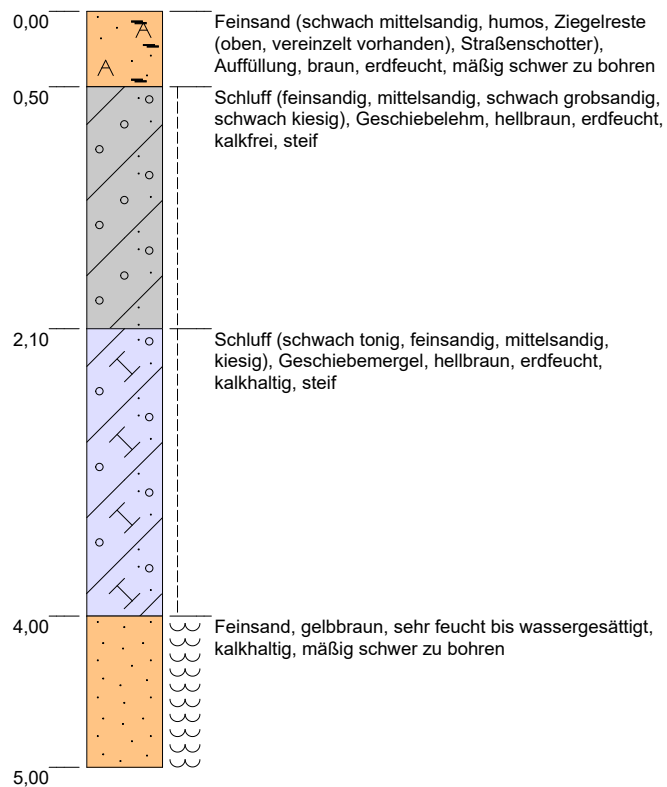 0,00
Feinsand (schwach mittelsandig, humos, Ziegelreste
(oben, vereinzelt vorhanden), Straßenschotter),
Auffüllung, braun, erdfeucht, mäßig schwer zu bohren
A
A
0,50
Schluff (feinsandig, mittelsandig, schwach grobsandig,
schwach kiesig), Geschiebelehm, hellbraun, erdfeucht,
kalkfrei, steif
2,10
Schluff (schwach tonig, feinsandig, mittelsandig,
kiesig), Geschiebemergel, hellbraun, erdfeucht,
kalkhaltig, steif
4,00
Feinsand, gelbbraun, sehr feucht bis wassergesättigt,
kalkhaltig, mäßig schwer zu bohren
5,00